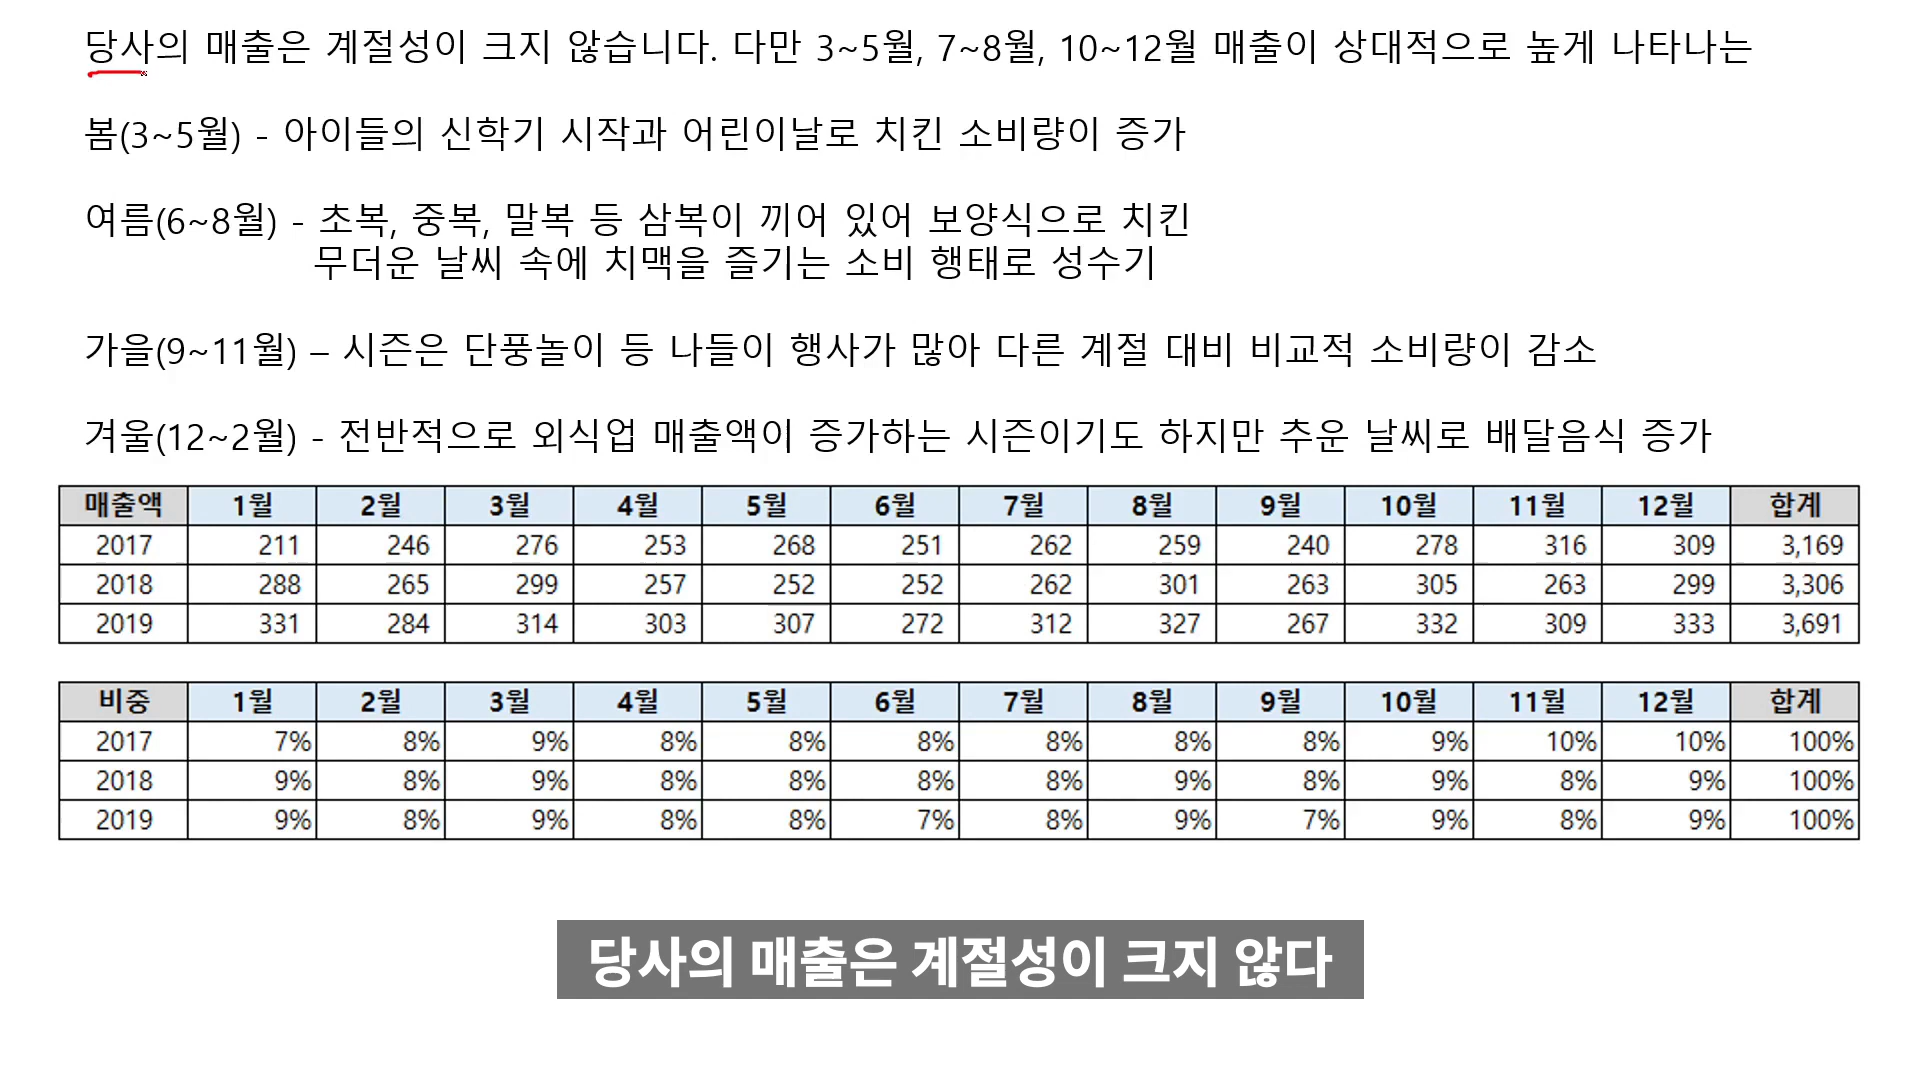 당사의 매출은 계절성이 크지 않습니다. 다만 3~5월, 7~8월, 10~12월 매출이 상대적으로 높게 나타나는
봄(3~5월) - 아이들의 신학기 시작과 어린이날로 치킨 소비량이 증가
여름(6~8월) - 초복, 중복, 말복 등 삼복이 끼어 있어 보양식으로 치킨
무더운 날씨 속에 치맥을 즐기는 소비 행태로 성수기
가을(9~11월) – 시즌은 단풍놀이 등 나들이 행사가 많아 다른 계절 대비 비교적 소비량이 감소
겨울(12~2월) - 전반적으로 외식업 매출액이 증가하는 시즌이기도 하지만 추운 날씨로 배달음식 증가
매출액 1월 2월 3월 4월 5월 6월 7월 8월 9월 10월 11월 12월 합계
2017 211 246 276 253 268 251 262 259 240 278 316 309 3,169
2018 288 265 299 257 252 252 262 301 263 305 263 299 3,306
2019 331 284 314 303 307 272 312 327 267 332 309 333 3,691
비중 1월 2월 3월 4월 5월 6월 7월 8월 9월 10월 11월 12월 합계
2017 7% 8% 9% 8% 8% 8% 8% 8% 8% 9% 10% 10% 100%
2018 9% 8% 9% 8% 8% 8% 8% 9% 8% 9% 8% 9% 100%
2019 9% 8% 9% 8% 8% 7% 8% 9% 7% 9% 8% 9% 100%
당사의 매출은 계절성이 크지 않다